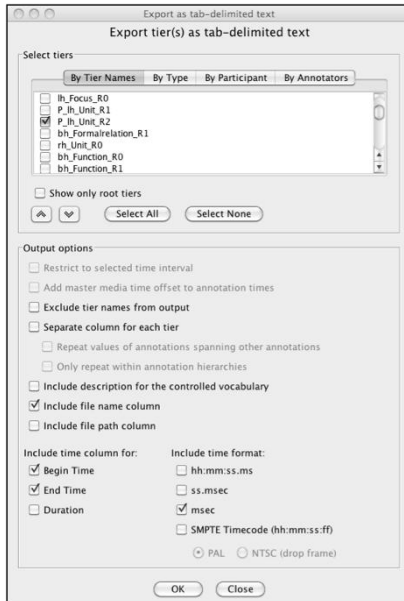 Export as tab-delimited text
Export tier(s) as tab-delimited text
Select tiers
By Tier Names By Type By Participant By Annotators
lh_Focus_R0
P_lh_Unit_R1
P_lh_Unit_R2
bh_Formalrelation_R1
rh_Unit_R0
bh_Function_R0
bh_Function_R1
Show only root tiers
Select All Select None
Output options
Restrict to selected time interval
Add master media time offset to annotation times
Exclude tier names from output
Separate column for each tier
Repeat values of annotations spanning other annotations
Only repeat within annotation hierarchies
Include description for the controlled vocabulary
Include file name column
Include file path column
Include time column for: Include time format:
Begin Time hh:mm:ss.ms
End Time ss.msec
Duration msec
SMPTE Timecode (hh:mm:ss:ff)
PAL NTSC (drop frame)
OK Close